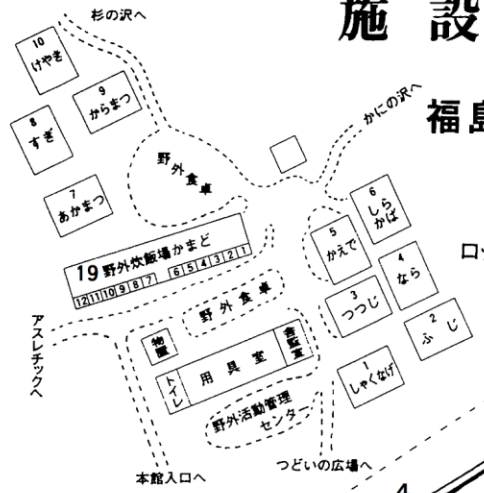 施設
福島
杉の沢へ
10
けやき
9
からまつ
8
すぎ
7
あかまつ
野外食卓
かにの沢へ
6
しら
かば
5
かえで
4
なら
3
つつじ
2
ふじ
1
しゃくなげ
19 野外炊飯場かまど
12 11 10 9 8 7 6 5 4 3 2 1
野外食卓
物置
トイレ
用具室
野外活動管理
センター
アスレチックへ
本館入口へ
つどいの広場へ